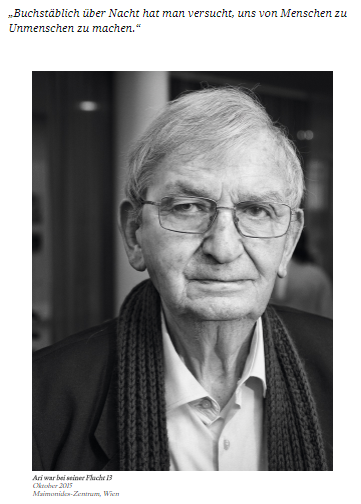 „Buchstäblich über Nacht hat man versucht, uns von Menschen zu
Unmenschen zu machen.“
Ari war bei seiner Flucht 13
Oktober 2015
Maimonides-Zentrum, Wien